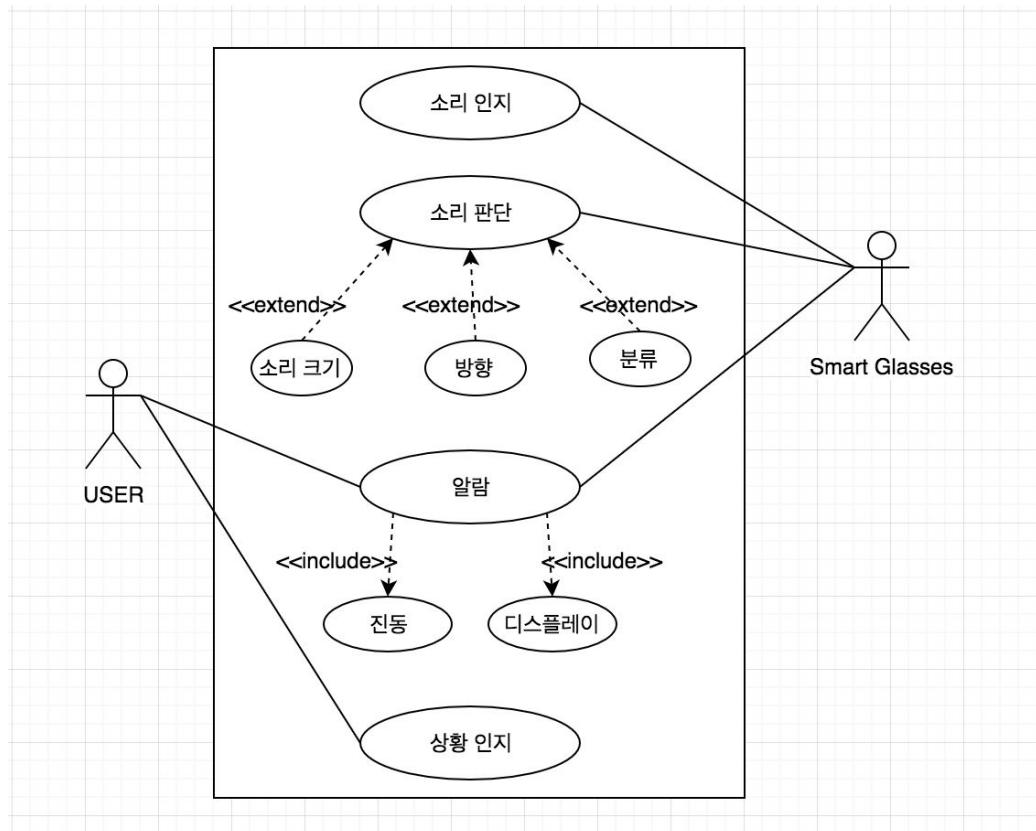 소리 인지
소리 판단
<<extend>>
<<extend>>
<<extend>>
소리 크기
방향
분류
Smart Glasses
USER
알람
<<include>>
<<include>>
진동
디스플레이
상황 인지